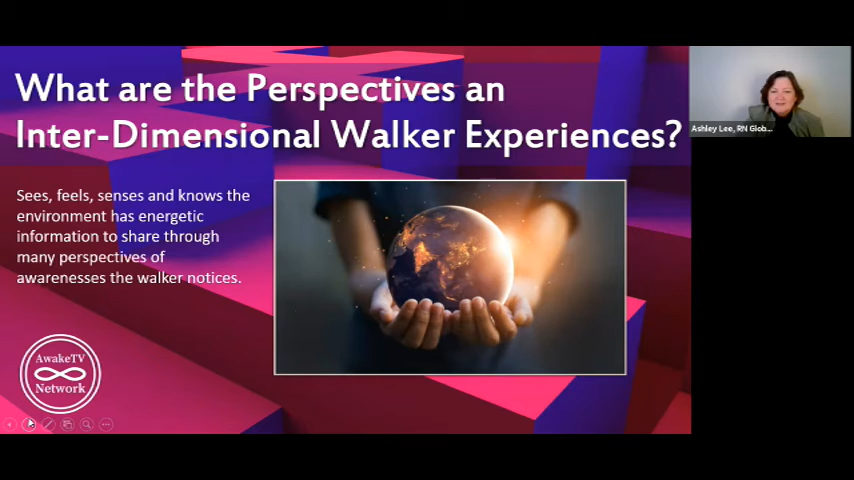 What are the Perspectives an
Inter-Dimensional Walker Experiences?
Ashley Lee, RN Glob...
Sees, feels, senses and knows the
environment has energetic
information to share through
many perspectives of
awarenesses the walker notices.
AwakeTV
Network